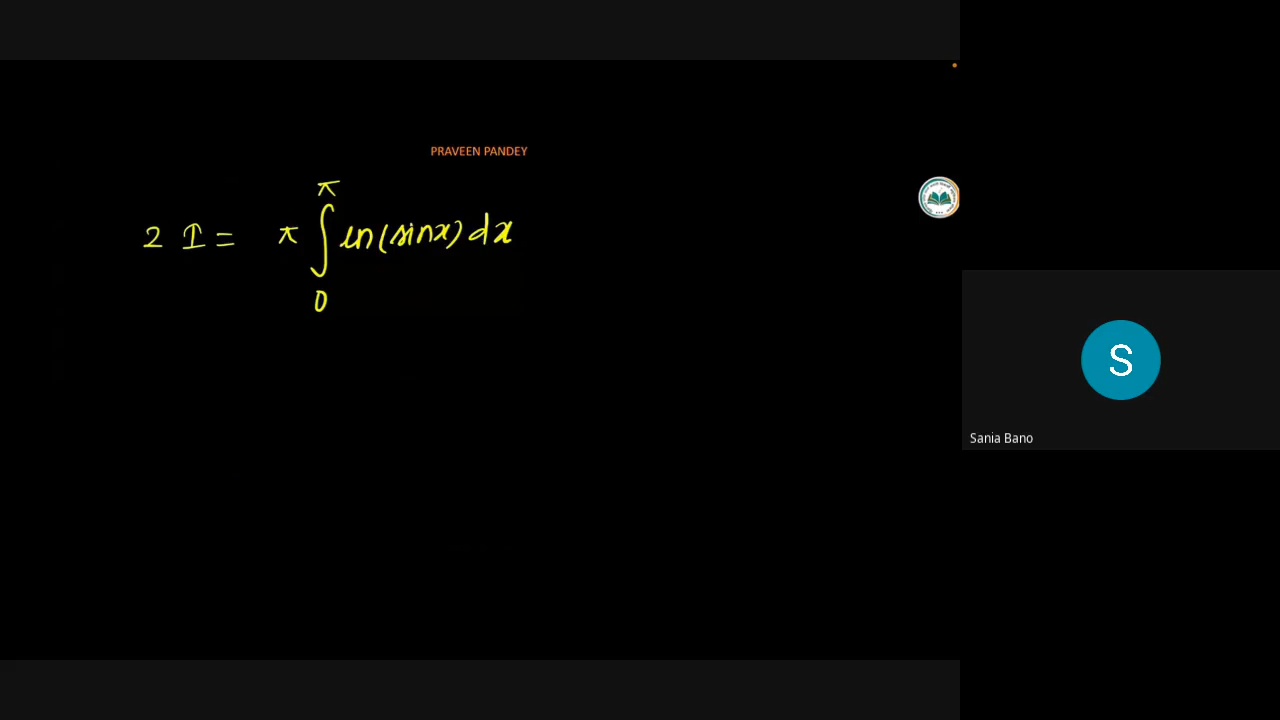 PRAVEEN PANDEY
π
2 I = π ∫ ln(sinx) dx
0
S
Sania Bano